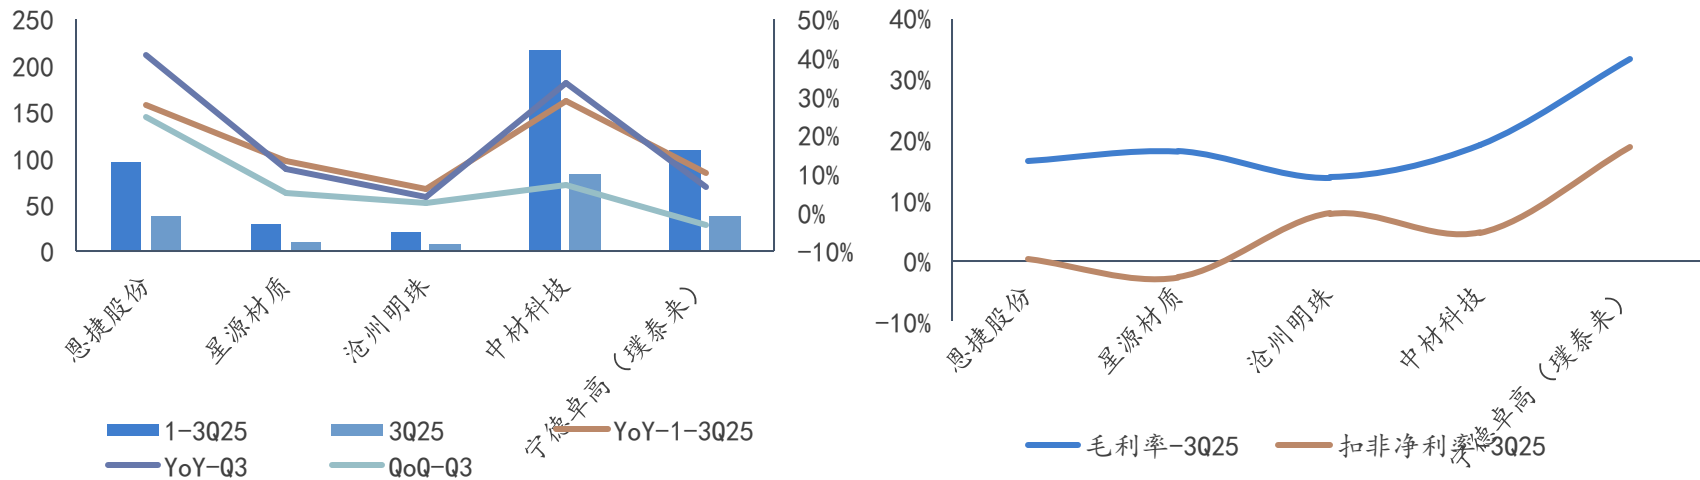 250
200
150
100
50
0
50%
40%
30%
20%
10%
0%
-10%
恩捷股份
星源材质
沧州明珠
中材科技
宁德卓高（璞泰来）
1-3Q25
3Q25
YoY-1-3Q25
YoY-Q3
QoQ-Q3
40%
30%
20%
10%
0%
-10%
恩捷股份
星源材质
沧州明珠
中材科技
宁德卓高（璞泰来）
毛利率-3Q25
扣非净利率-3Q25